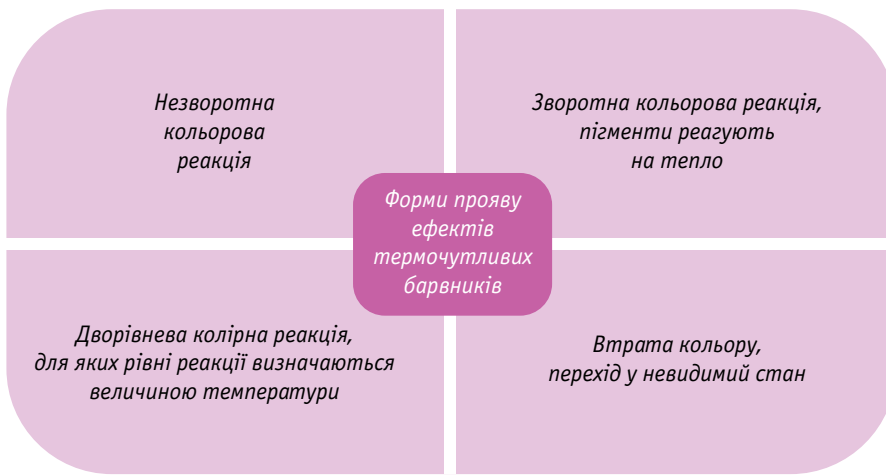 Незворотна
кольорова
реакція
Зворотна кольорова реакція,
пігменти реагують
на тепло
Форми прояву
ефектів
термочутливих
барвників
Дворівнева колірна реакція,
для яких рівні реакції визначаються
величиною температури
Втрата кольору,
перехід у невидимий стан